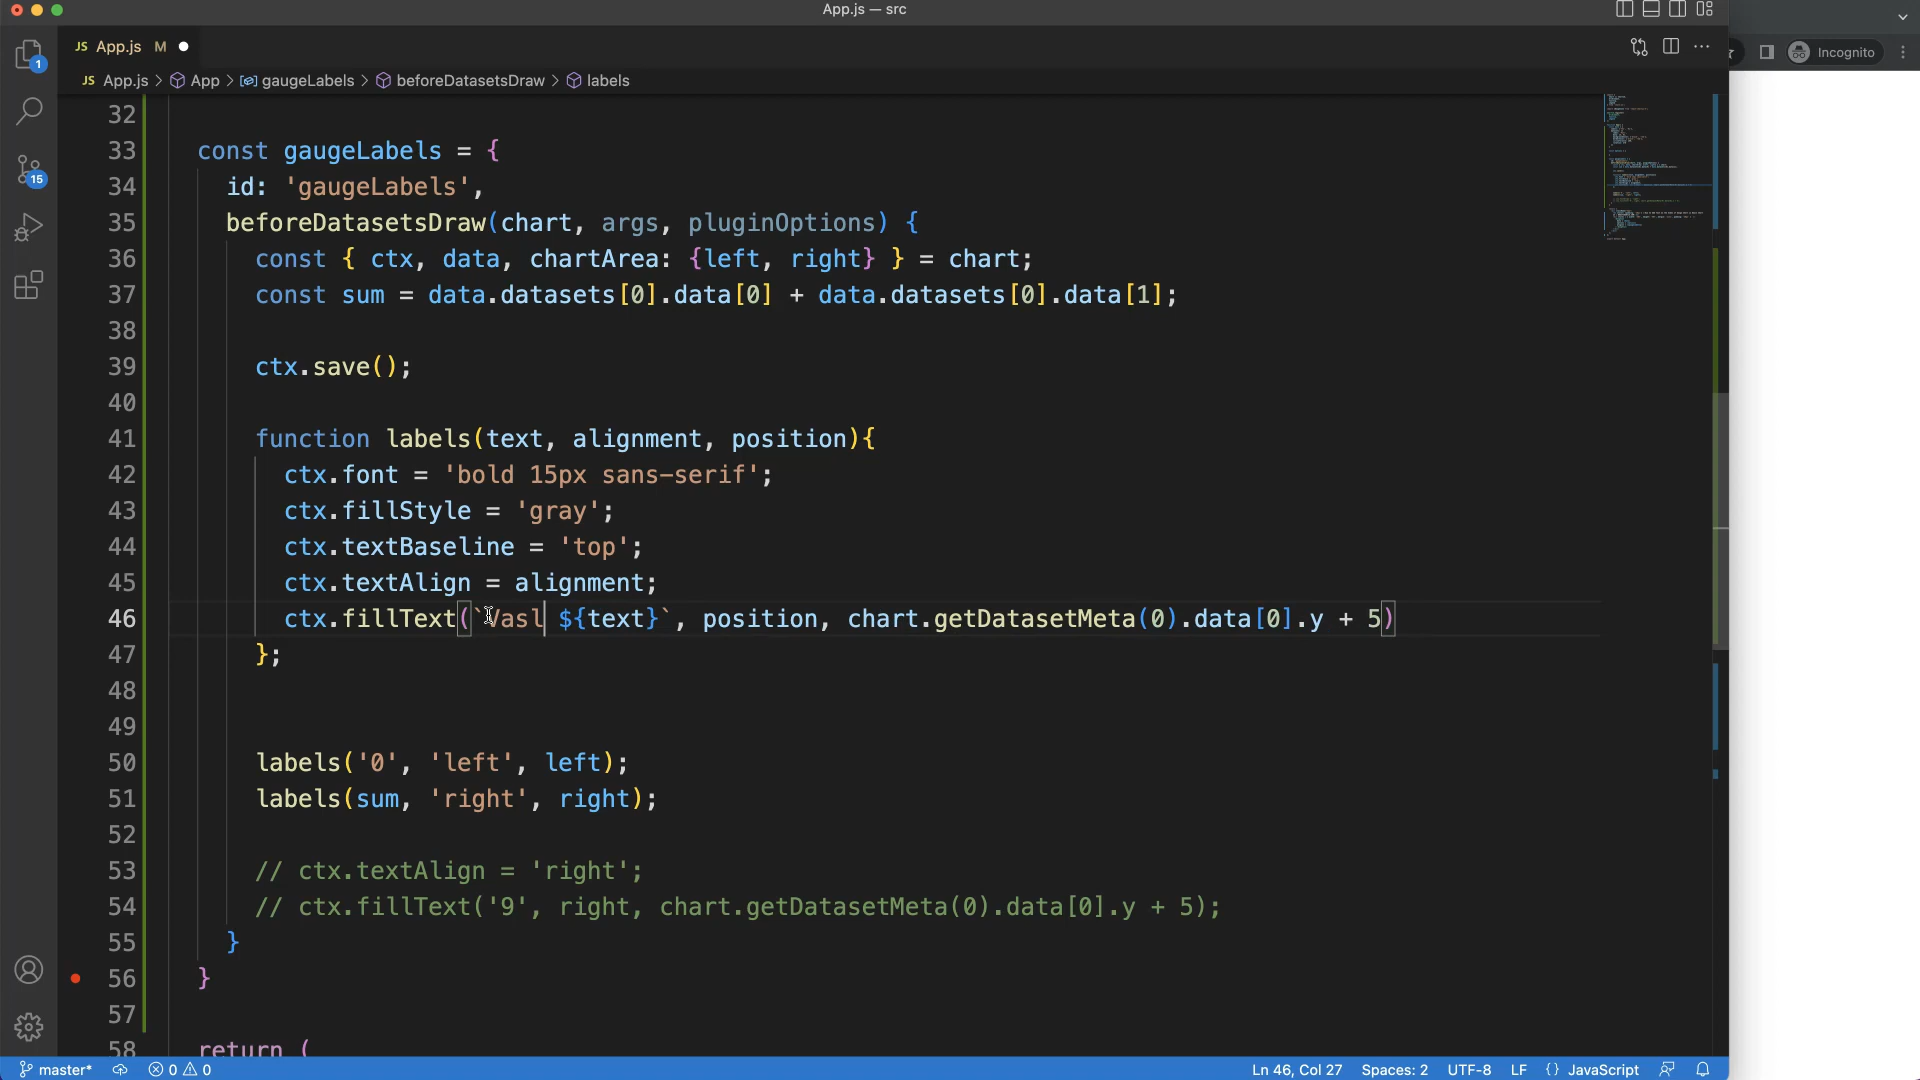 App.js — src
JS App.js M
Incognito
JS App.js > App > gaugeLabels > beforeDatasetsDraw > labels
32
33 const gaugeLabels = {
34 id: 'gaugeLabels',
35 beforeDatasetsDraw(chart, args, pluginOptions) {
36 const { ctx, data, chartArea: {left, right} } = chart;
37 const sum = data.datasets[0].data[0] + data.datasets[0].data[1];
38
39 ctx.save();
40
41 function labels(text, alignment, position){
42 ctx.font = 'bold 15px sans-serif';
43 ctx.fillStyle = 'gray';
44 ctx.textBaseline = 'top';
45 ctx.textAlign = alignment;
46 ctx.fillText(`Vasl ${text}`, position, chart.getDatasetMeta(0).data[0].y + 5)
47 };
48
49
50 labels('0', 'left', left);
51 labels(sum, 'right', right);
52
53 // ctx.textAlign = 'right';
54 // ctx.fillText('9', right, chart.getDatasetMeta(0).data[0].y + 5);
55 }
56 }
57
58 return (
1
15
master* 0 0 Ln 46, Col 27 Spaces: 2 UTF-8 LF {} JavaScript